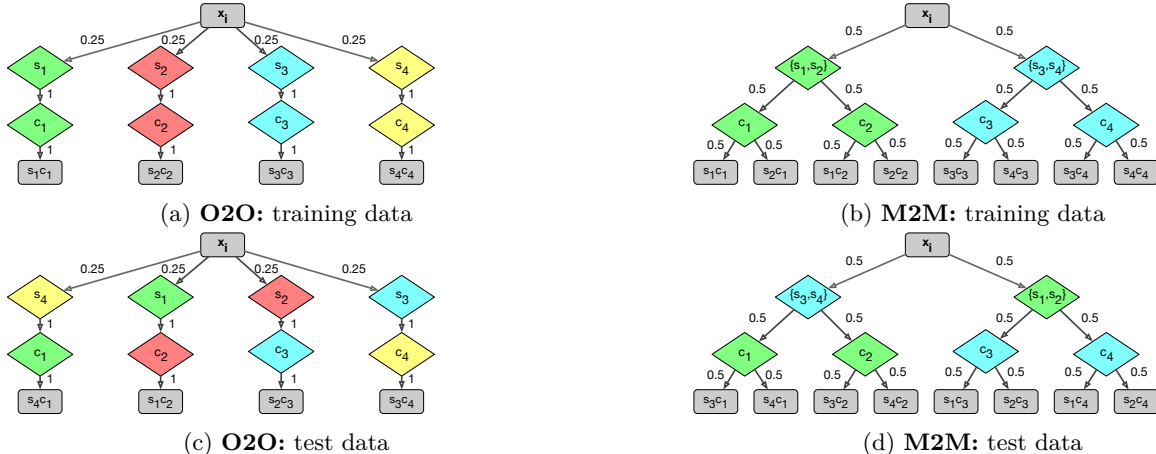 x_i
0.25 0.25 0.25 0.25
s_1 s_2 s_3 s_4
1 1 1 1
c_1 c_2 c_3 c_4
1 1 1 1
s_1c_1 s_2c_2 s_3c_3 s_4c_4
(a) O2O: training data
x_i
0.5 0.5
{s_1,s_2} {s_3,s_4}
0.5 0.5 0.5 0.5
c_1 c_2 c_3 c_4
0.5 0.5 0.5 0.5 0.5 0.5 0.5 0.5
s_1c_1 s_2c_1 s_1c_2 s_2c_2 s_3c_3 s_4c_3 s_3c_4 s_4c_4
(b) M2M: training data
x_i
0.25 0.25 0.25 0.25
s_4 s_1 s_2 s_3
1 1 1 1
c_1 c_2 c_3 c_4
1 1 1 1
s_4c_1 s_1c_2 s_2c_3 s_3c_4
(c) O2O: test data
x_i
0.5 0.5
{s_3,s_4} {s_1,s_2}
0.5 0.5 0.5 0.5
c_1 c_2 c_3 c_4
0.5 0.5 0.5 0.5 0.5 0.5 0.5 0.5
s_3c_1 s_4c_1 s_3c_2 s_4c_2 s_1c_3 s_2c_3 s_1c_4 s_2c_4
(d) M2M: test data